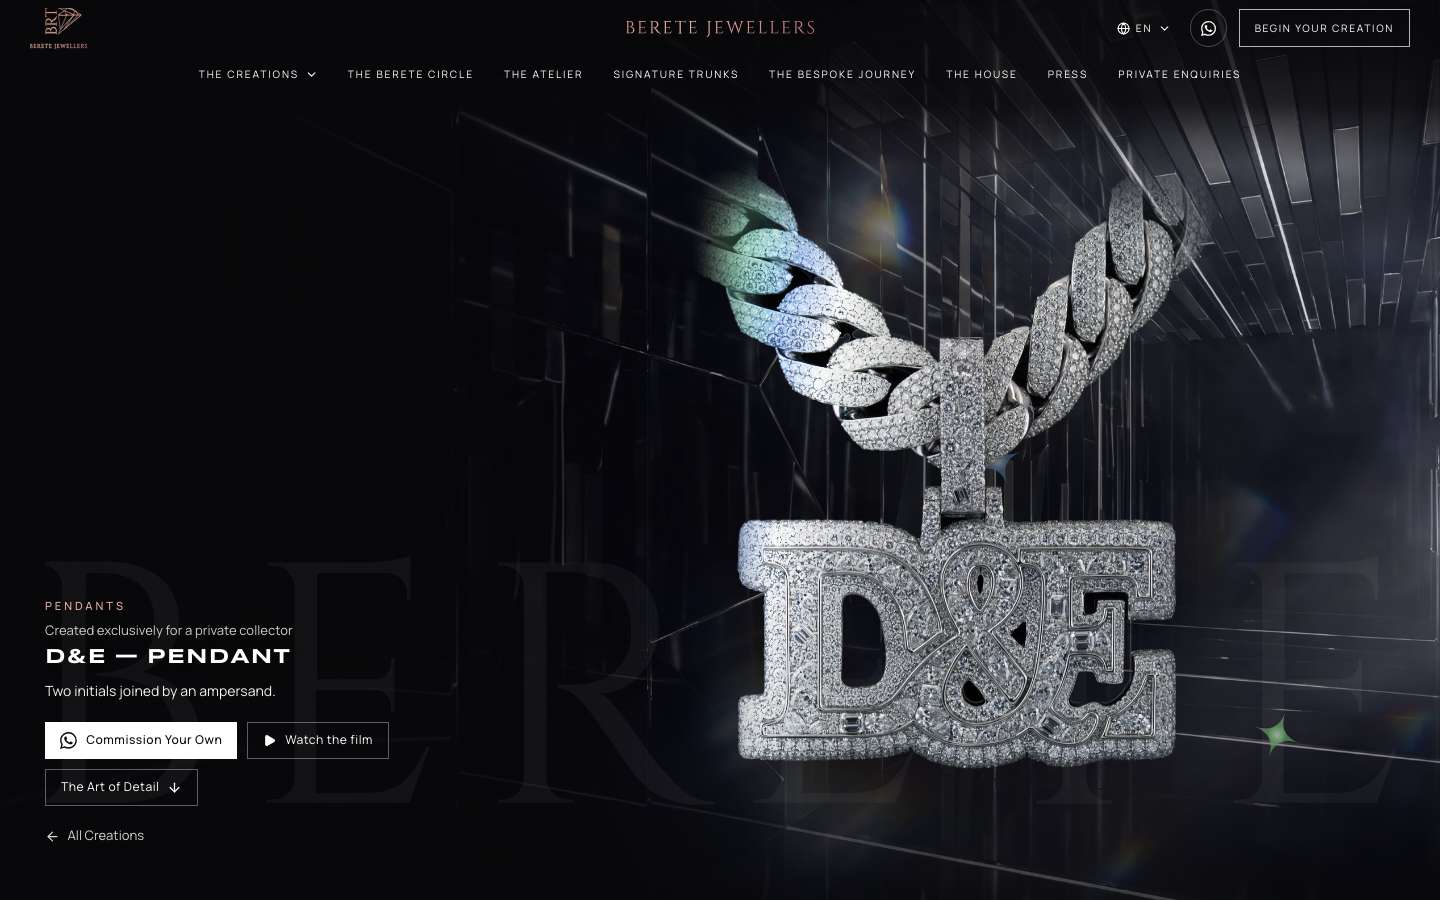 BRT
BERETE JEWELLERS
BERETE JEWELLERS
EN
BEGIN YOUR CREATION
THE CREATIONS
THE BERETE CIRCLE
THE ATELIER
SIGNATURE TRUNKS
THE BESPOKE JOURNEY
THE HOUSE
PRESS
PRIVATE ENQUIRIES
D&E
BERETE
PENDANTS
Created exclusively for a private collector
D&E — PENDANT
Two initials joined by an ampersand.
Commission Your Own
Watch the film
The Art of Detail
All Creations